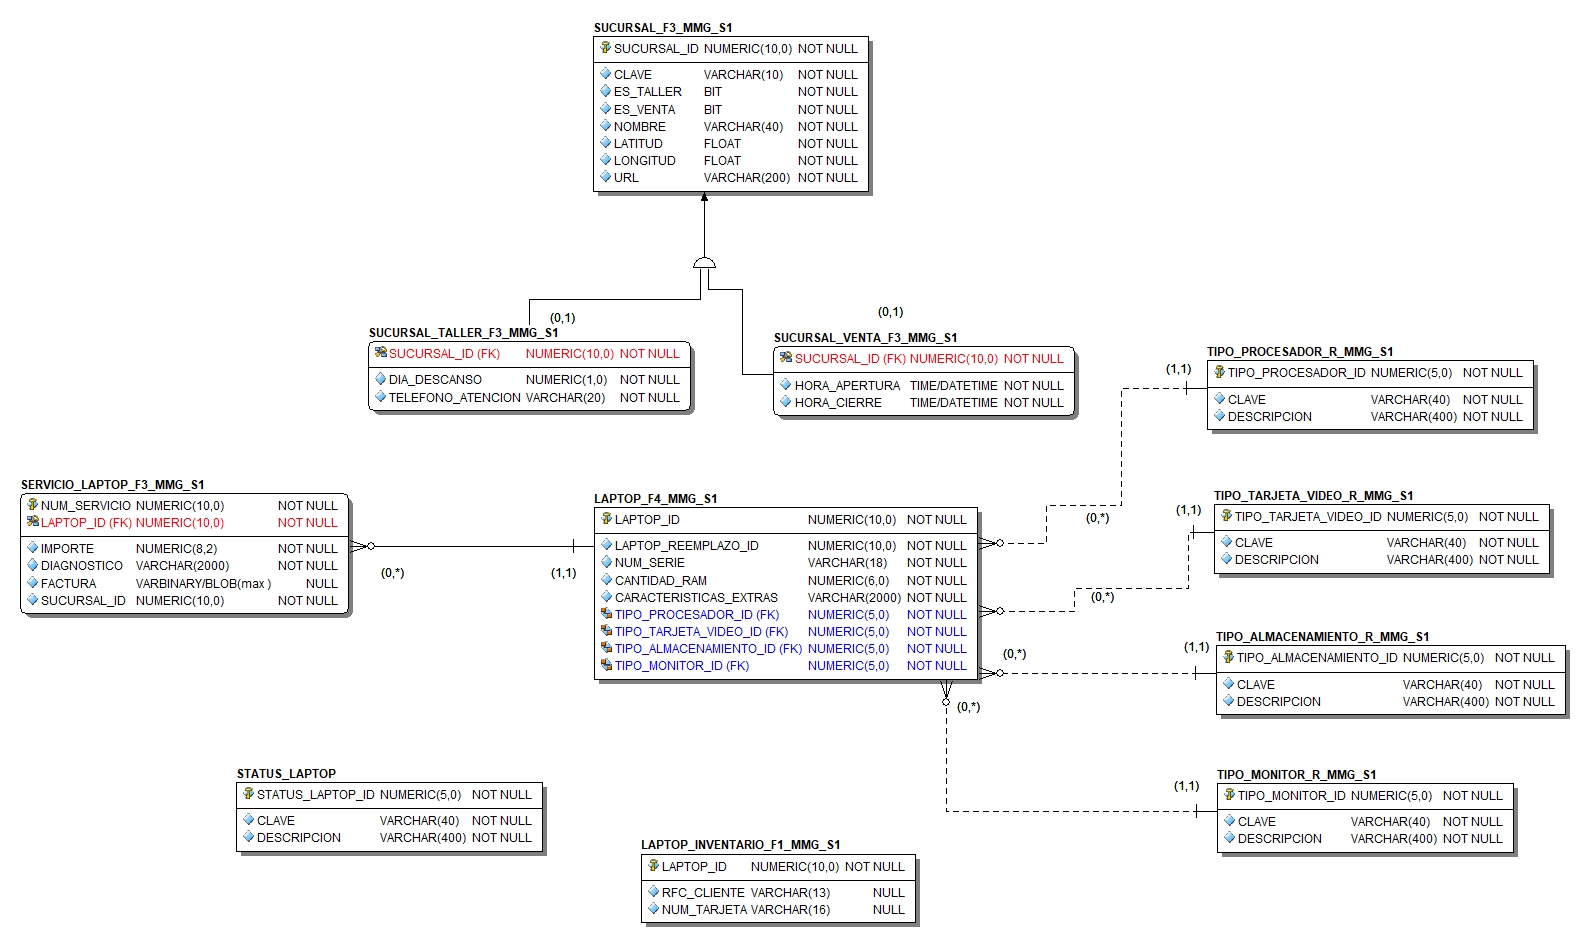 SUCURSAL_F3_MMG_S1
SUCURSAL_ID NUMERIC(10,0) NOT NULL
CLAVE VARCHAR(10) NOT NULL
ES_TALLER BIT NOT NULL
ES_VENTA BIT NOT NULL
NOMBRE VARCHAR(40) NOT NULL
LATITUD FLOAT NOT NULL
LONGITUD FLOAT NOT NULL
URL VARCHAR(200) NOT NULL
(0,1)
(0,1)
SUCURSAL_TALLER_F3_MMG_S1
SUCURSAL_ID (FK) NUMERIC(10,0) NOT NULL
DIA_DESCANSO NUMERIC(1,0) NOT NULL
TELEFONO_ATENCION VARCHAR(20) NOT NULL
SUCURSAL_VENTA_F3_MMG_S1
SUCURSAL_ID (FK) NUMERIC(10,0) NOT NULL
HORA_APERTURA TIME/DATETIME NOT NULL
HORA_CIERRE TIME/DATETIME NOT NULL
TIPO_PROCESADOR_R_MMG_S1
(1,1)
TIPO_PROCESADOR_ID NUMERIC(5,0) NOT NULL
CLAVE VARCHAR(40) NOT NULL
DESCRIPCION VARCHAR(400) NOT NULL
SERVICIO_LAPTOP_F3_MMG_S1
NUM_SERVICIO NUMERIC(10,0) NOT NULL
LAPTOP_ID (FK) NUMERIC(10,0) NOT NULL
IMPORTE NUMERIC(8,2) NOT NULL
DIAGNOSTICO VARCHAR(2000) NOT NULL
FACTURA VARBINARY/BLOB(max ) NULL
SUCURSAL_ID NUMERIC(10,0) NOT NULL
(0,*)
(1,1)
LAPTOP_F4_MMG_S1
LAPTOP_ID NUMERIC(10,0) NOT NULL
LAPTOP_REEMPLAZO_ID NUMERIC(10,0) NOT NULL
NUM_SERIE VARCHAR(18) NOT NULL
CANTIDAD_RAM NUMERIC(6,0) NOT NULL
CARACTERISTICAS_EXTRAS VARCHAR(2000) NOT NULL
TIPO_PROCESADOR_ID (FK) NUMERIC(5,0) NOT NULL
TIPO_TARJETA_VIDEO_ID (FK) NUMERIC(5,0) NOT NULL
TIPO_ALMACENAMIENTO_ID (FK) NUMERIC(5,0) NOT NULL
TIPO_MONITOR_ID (FK) NUMERIC(5,0) NOT NULL
(0,*)
(0,*)
(0,*)
(0,*)
TIPO_TARJETA_VIDEO_R_MMG_S1
(1,1)
TIPO_TARJETA_VIDEO_ID NUMERIC(5,0) NOT NULL
CLAVE VARCHAR(40) NOT NULL
DESCRIPCION VARCHAR(400) NOT NULL
TIPO_ALMACENAMIENTO_R_MMG_S1
(1,1)
TIPO_ALMACENAMIENTO_ID NUMERIC(5,0) NOT NULL
CLAVE VARCHAR(40) NOT NULL
DESCRIPCION VARCHAR(400) NOT NULL
STATUS_LAPTOP
STATUS_LAPTOP_ID NUMERIC(5,0) NOT NULL
CLAVE VARCHAR(40) NOT NULL
DESCRIPCION VARCHAR(400) NOT NULL
TIPO_MONITOR_R_MMG_S1
(1,1)
TIPO_MONITOR_ID NUMERIC(5,0) NOT NULL
CLAVE VARCHAR(40) NOT NULL
DESCRIPCION VARCHAR(400) NOT NULL
LAPTOP_INVENTARIO_F1_MMG_S1
LAPTOP_ID NUMERIC(10,0) NOT NULL
RFC_CLIENTE VARCHAR(13) NULL
NUM_TARJETA VARCHAR(16) NULL